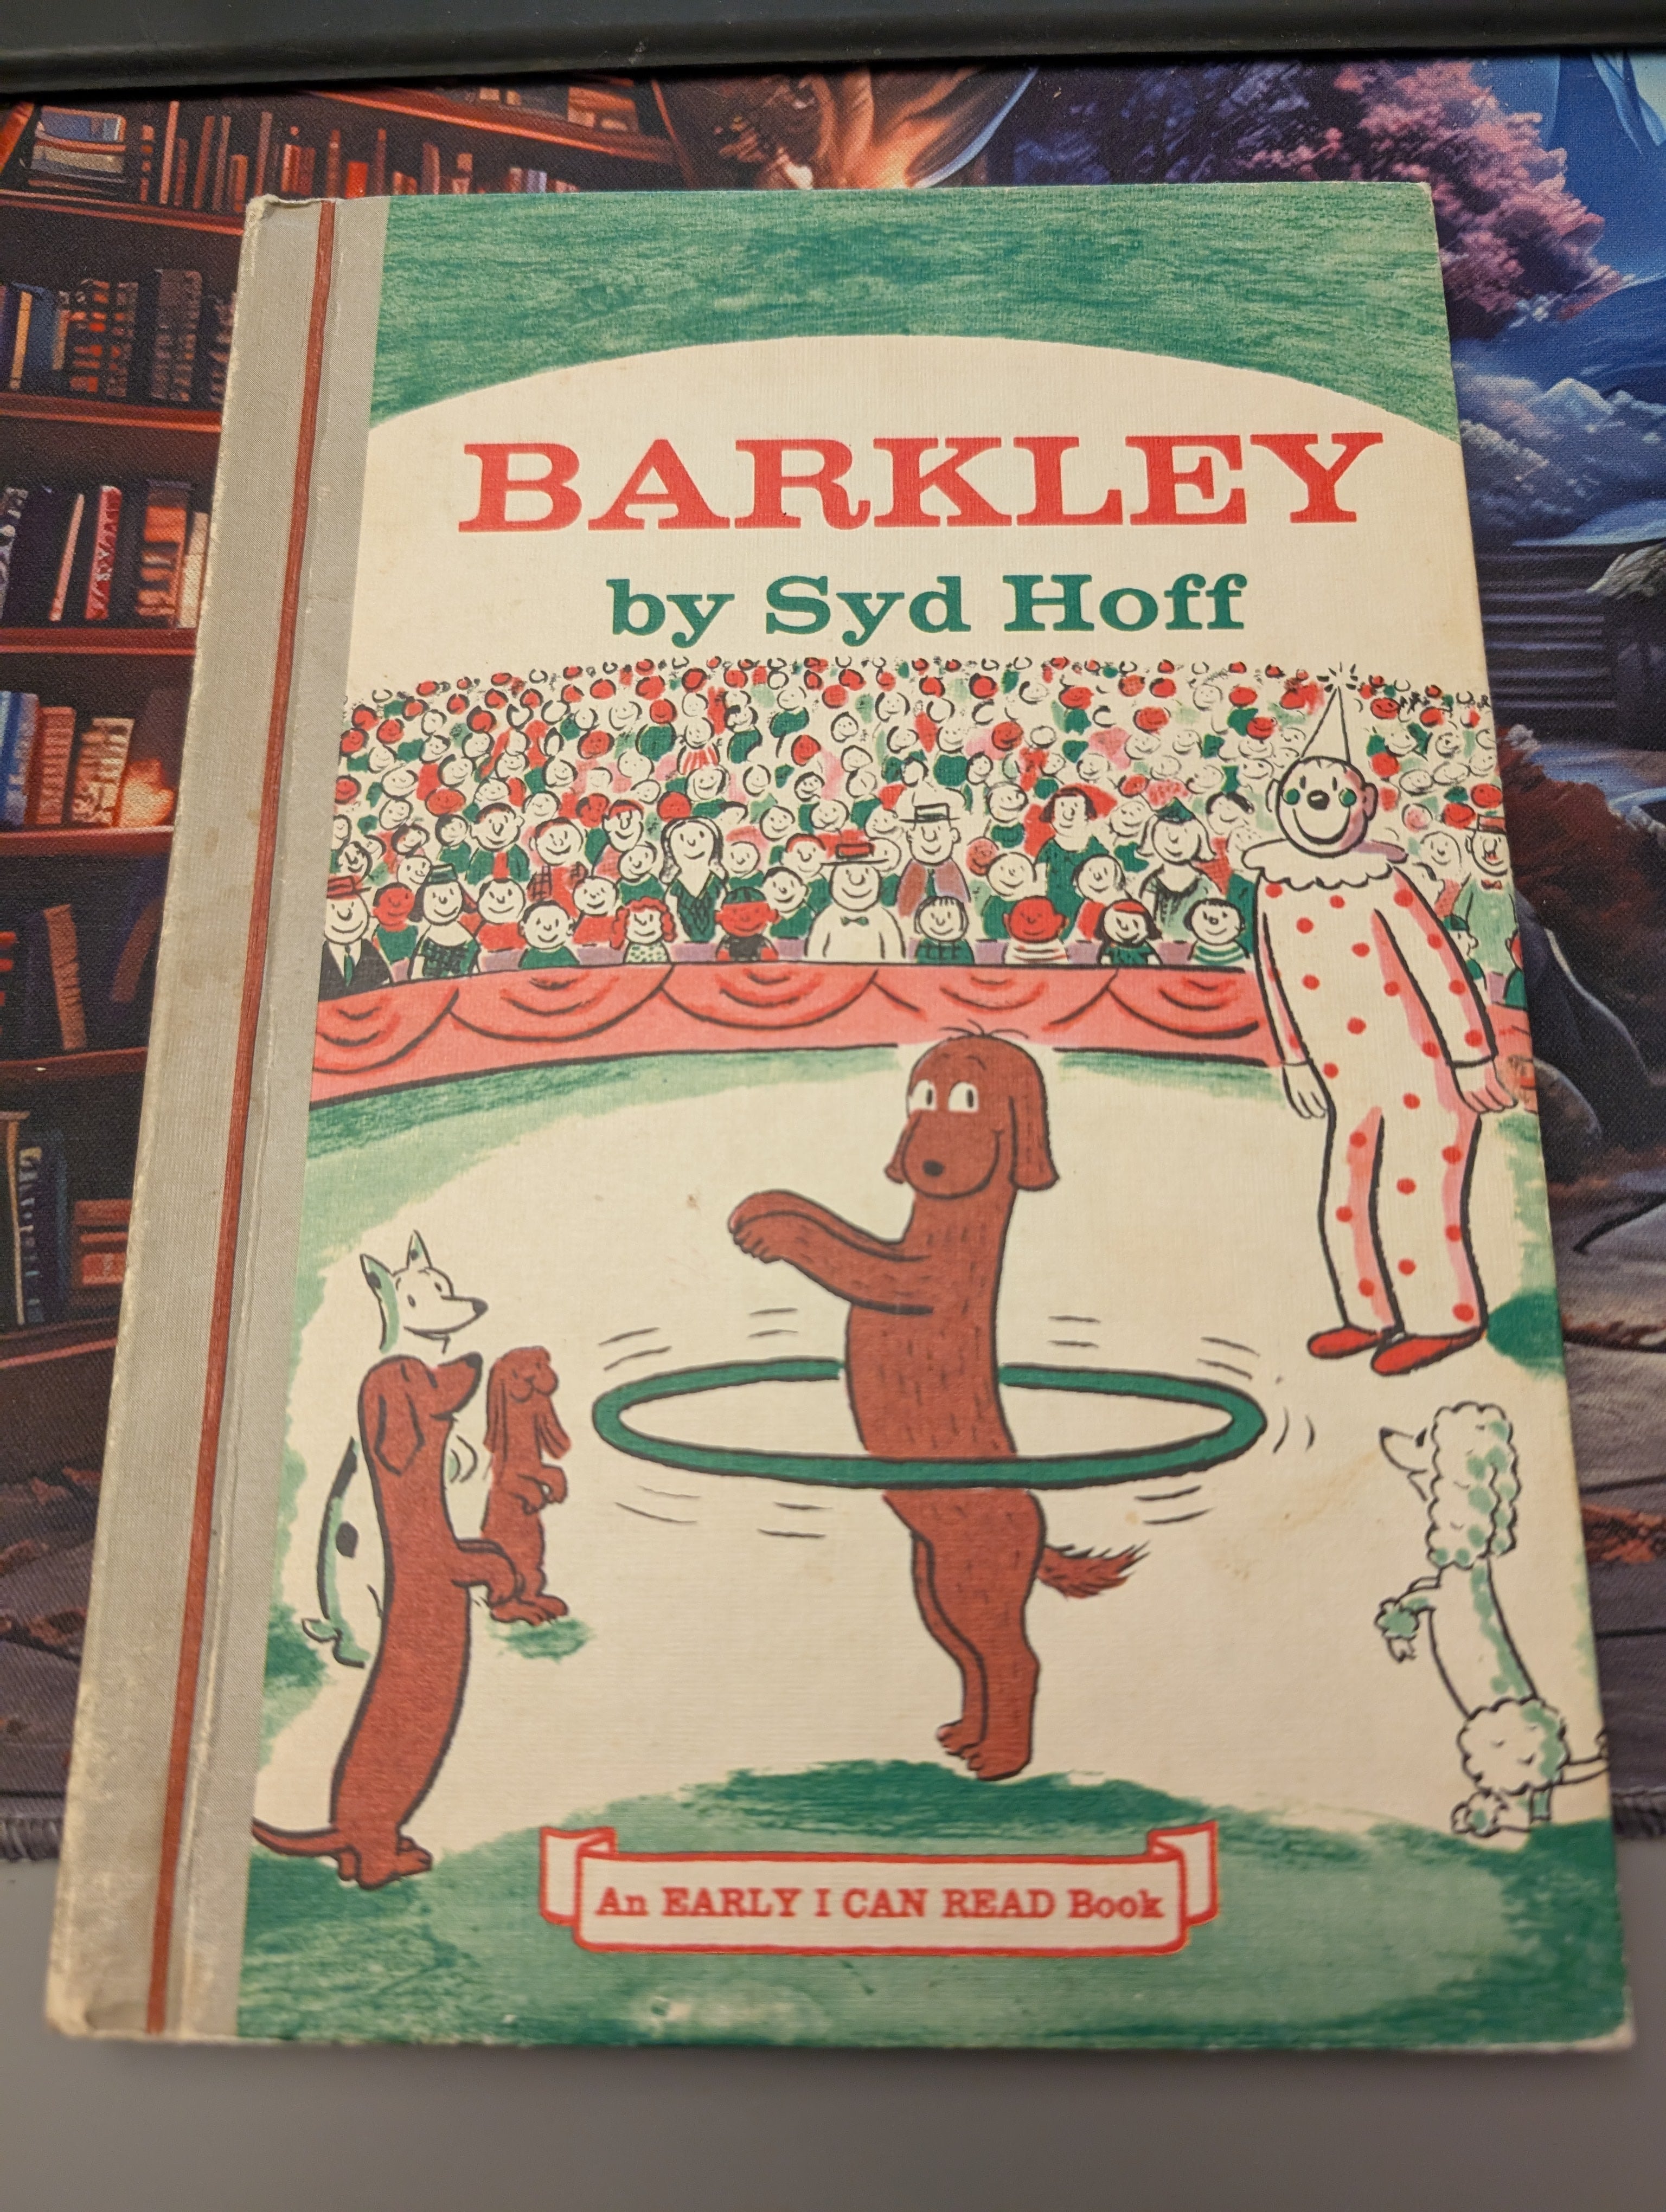 BARKLEY
by Syd Hoff
An EARLY I CAN READ Book